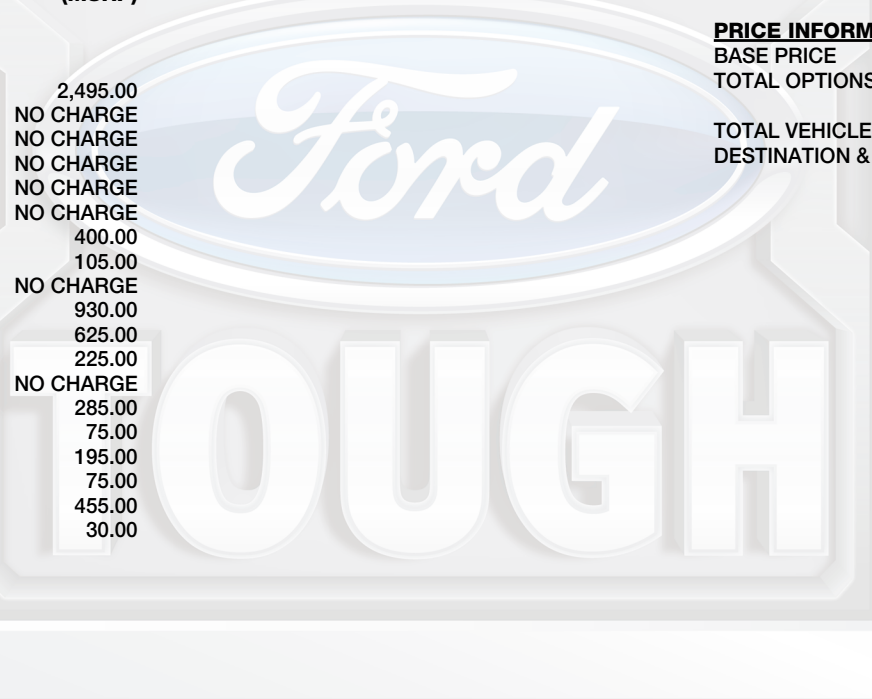 2,495.00
NO CHARGE
NO CHARGE
NO CHARGE
NO CHARGE
NO CHARGE
400.00
105.00
NO CHARGE
930.00
625.00
225.00
NO CHARGE
285.00
75.00
195.00
75.00
455.00
30.00
PRICE INFORM
BASE PRICE
TOTAL OPTIONS
TOTAL VEHICLE
DESTINATION &
Ford
TOUGH